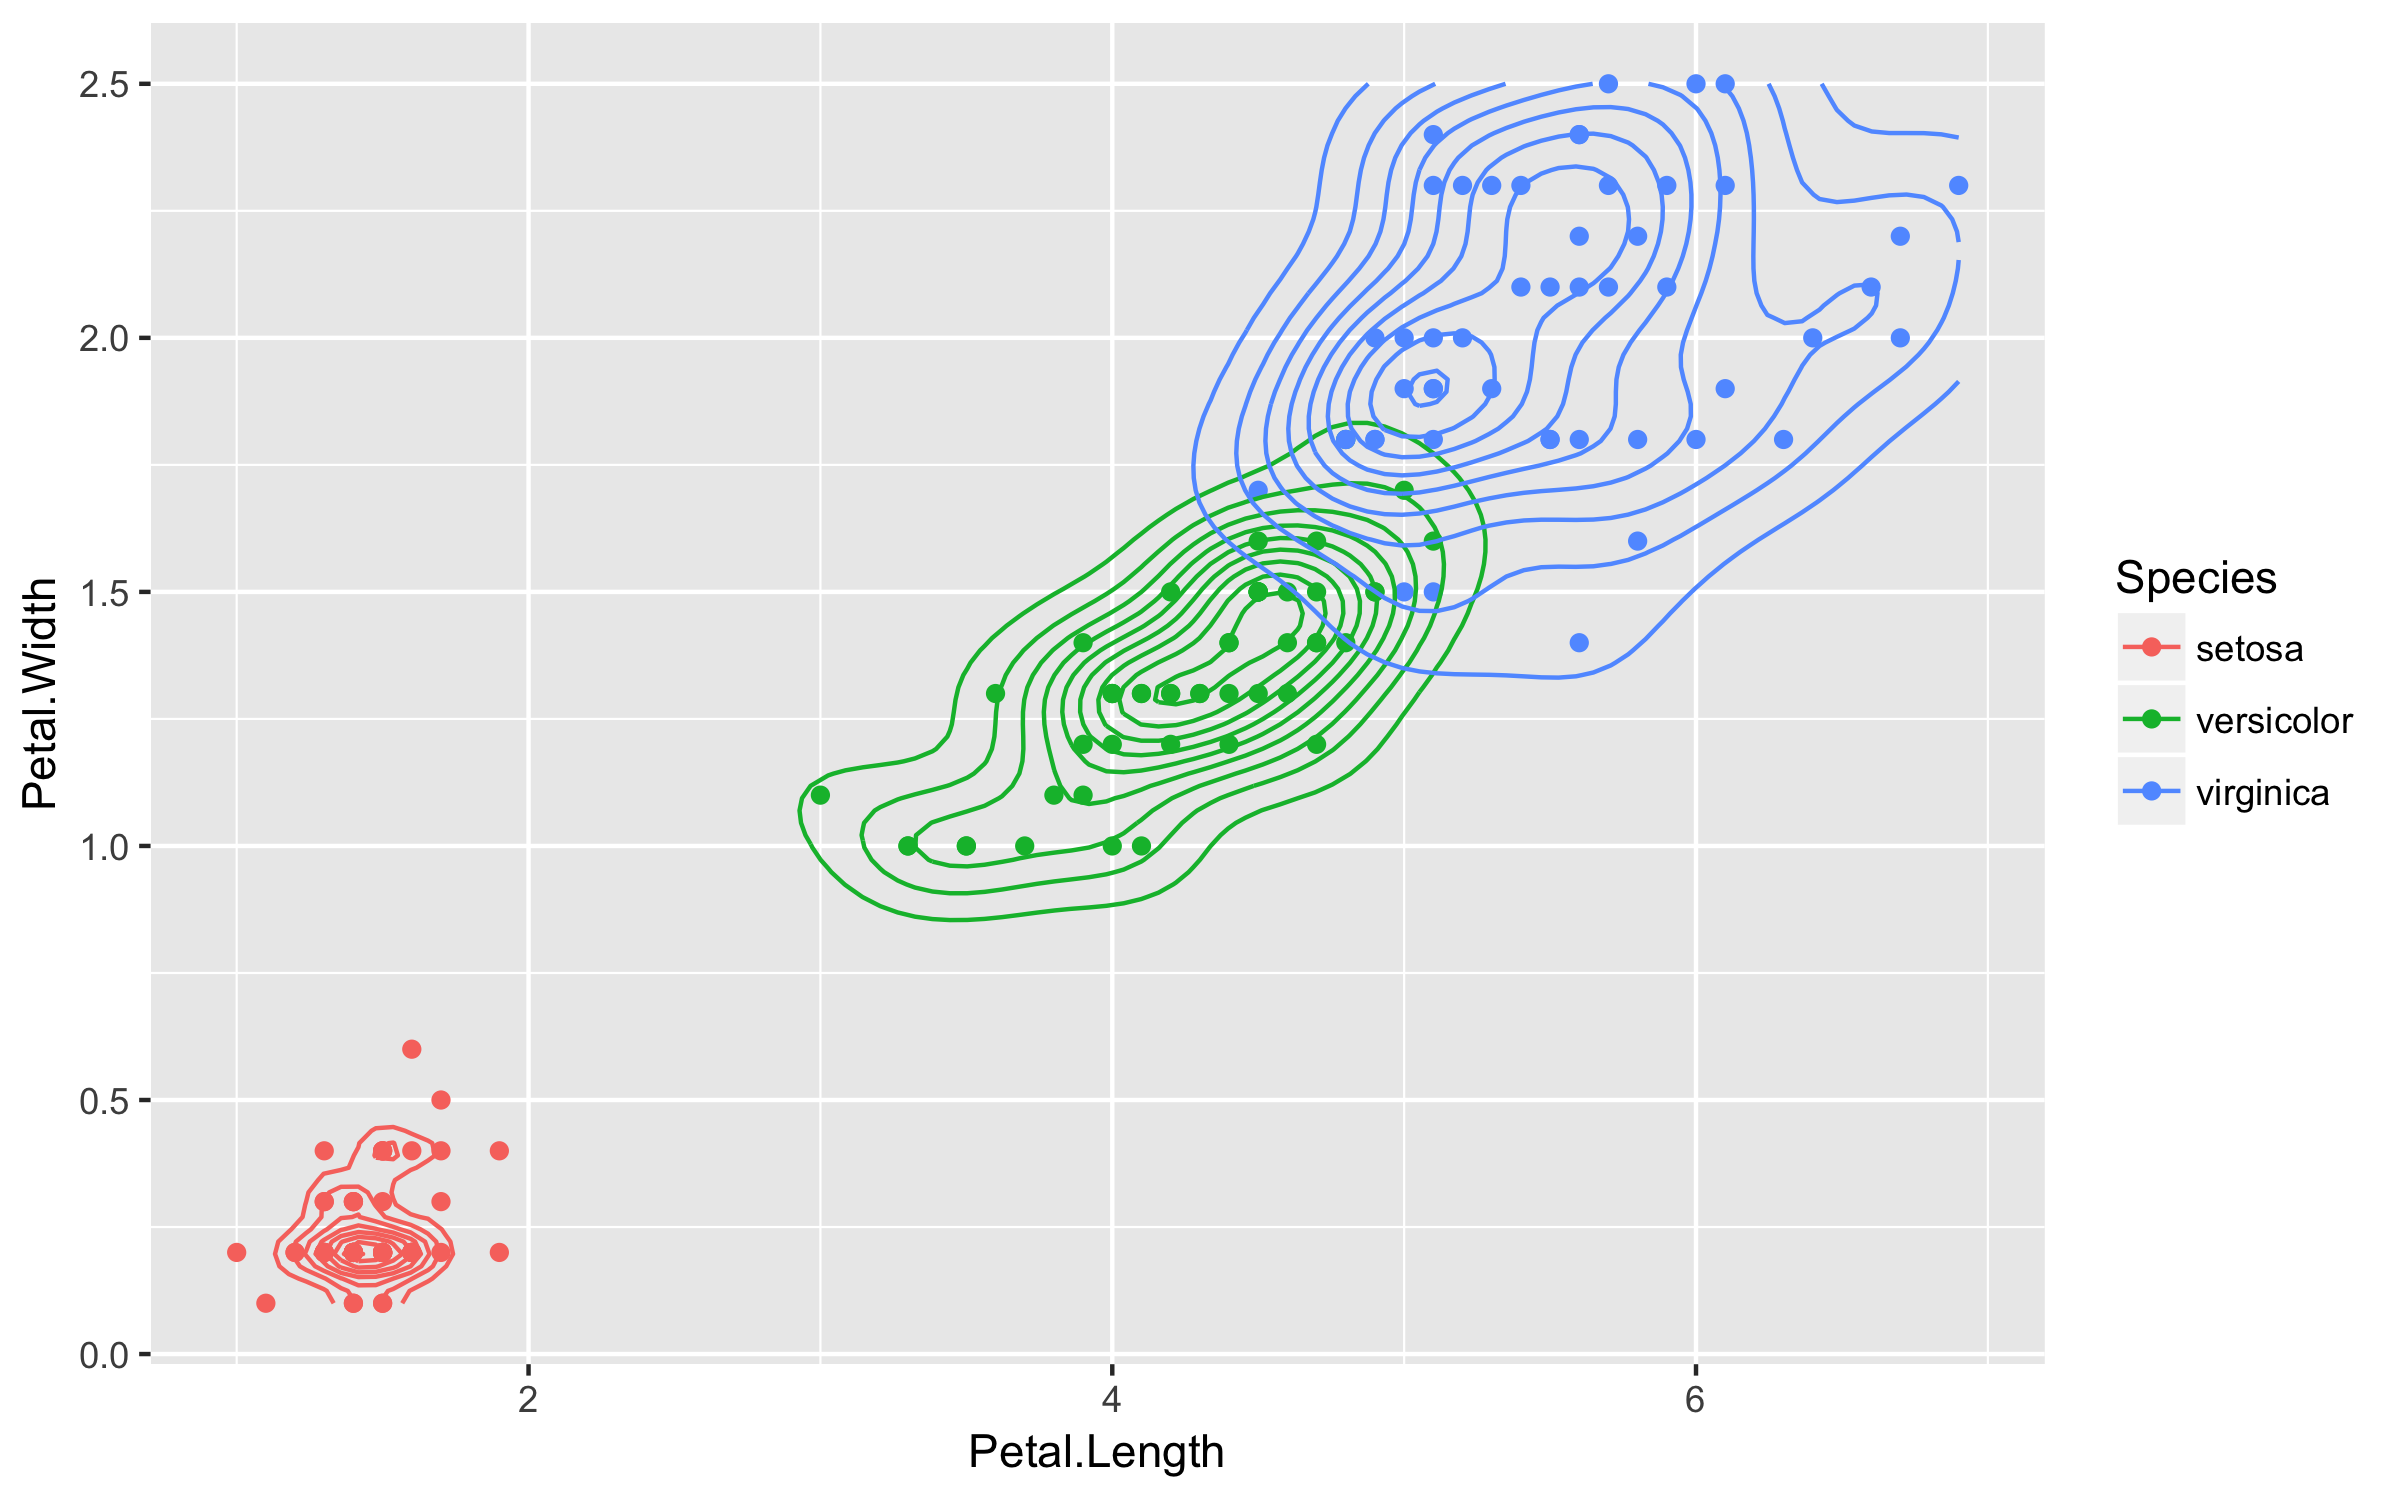 2.5
2.0
1.5
1.0
0.5
0.0
Petal.Width
2 4 6
Petal.Length
Species
setosa
versicolor
virginica